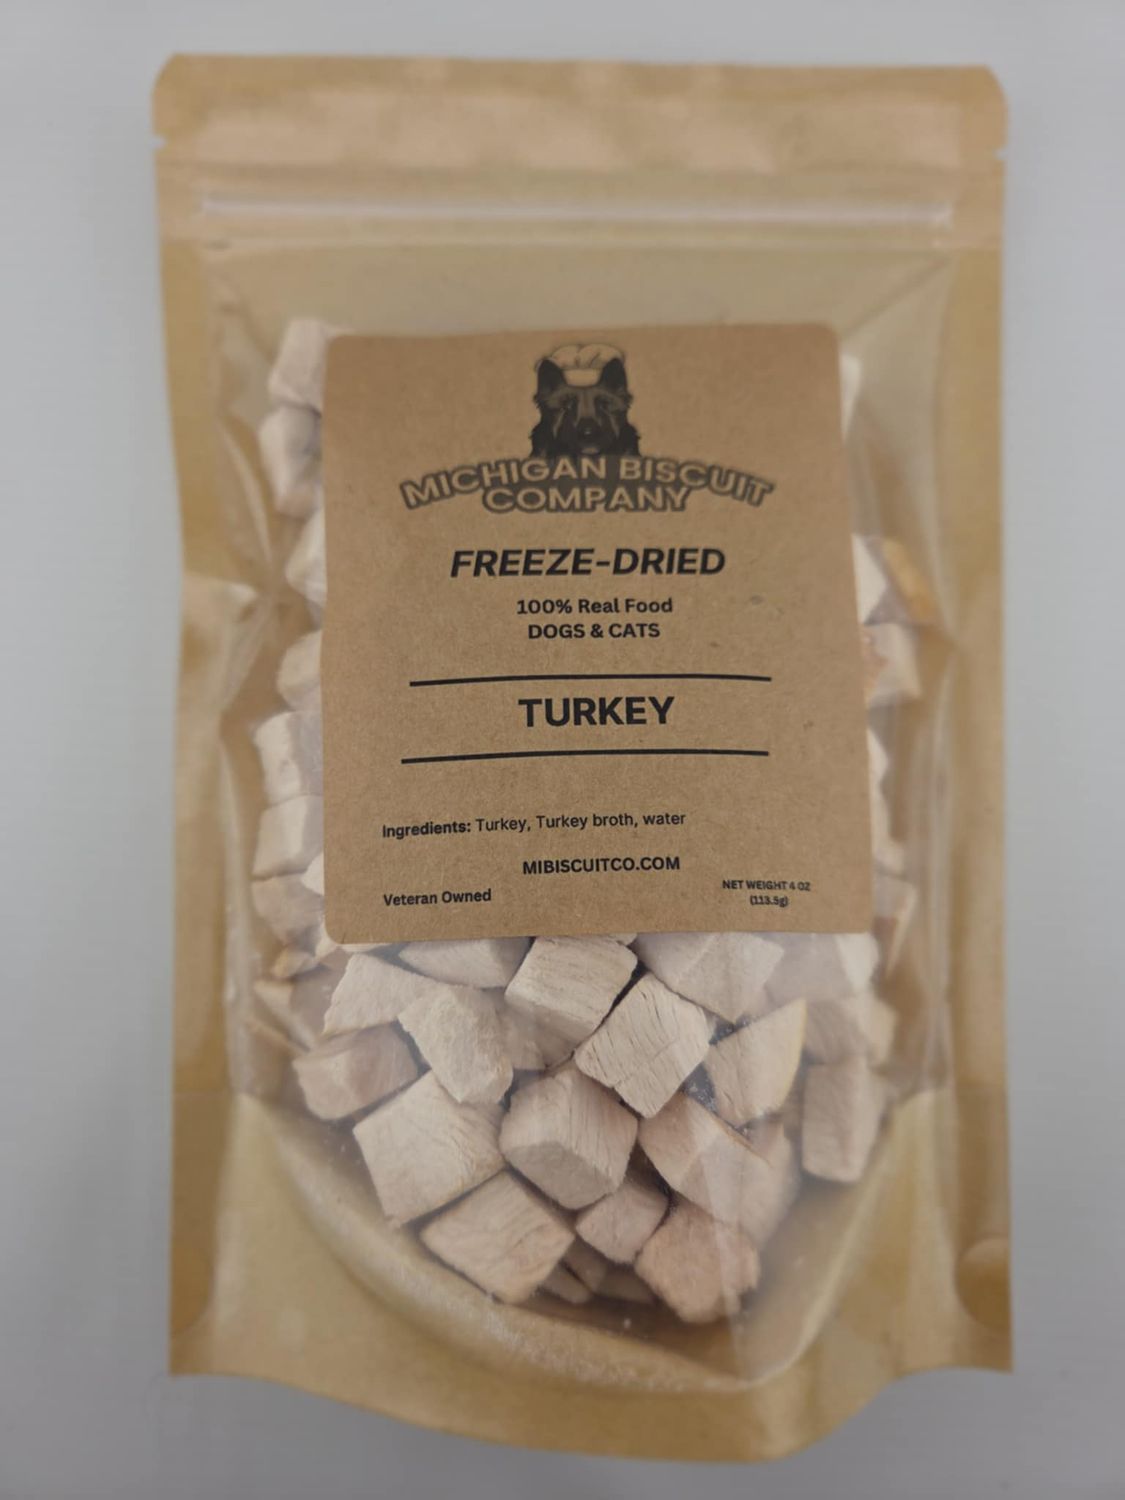 MICHIGAN BISCUIT
COMPANY
FREEZE-DRIED
100% Real Food
DOGS & CATS
TURKEY
Ingredients: Turkey, Turkey broth, water
MIBISCUITCO.COM
Veteran Owned
NET WEIGHT 4 OZ
(113.5g)